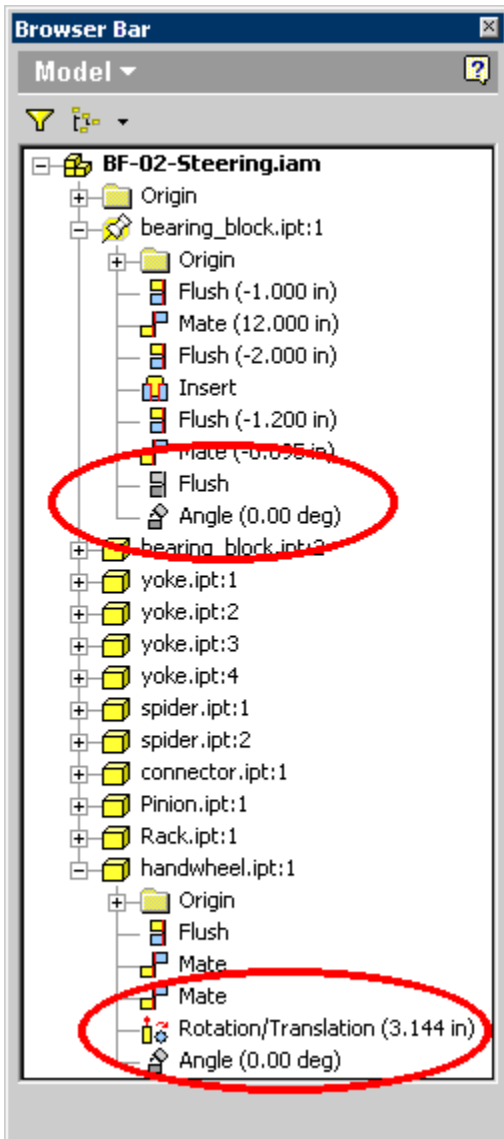 Browser Bar
Model
BF-02-Steering.iam
Origin
bearing_block.ipt:1
Origin
Flush (-1.000 in)
Mate (12.000 in)
Flush (-2.000 in)
Insert
Flush (-1.200 in)
Mate (-0.095 in)
Flush
Angle (0.00 deg)
bearing_block.ipt:2
yoke.ipt:1
yoke.ipt:2
yoke.ipt:3
yoke.ipt:4
spider.ipt:1
spider.ipt:2
connector.ipt:1
Pinion.ipt:1
Rack.ipt:1
handwheel.ipt:1
Origin
Flush
Mate
Mate
Rotation/Translation (3.144 in)
Angle (0.00 deg)